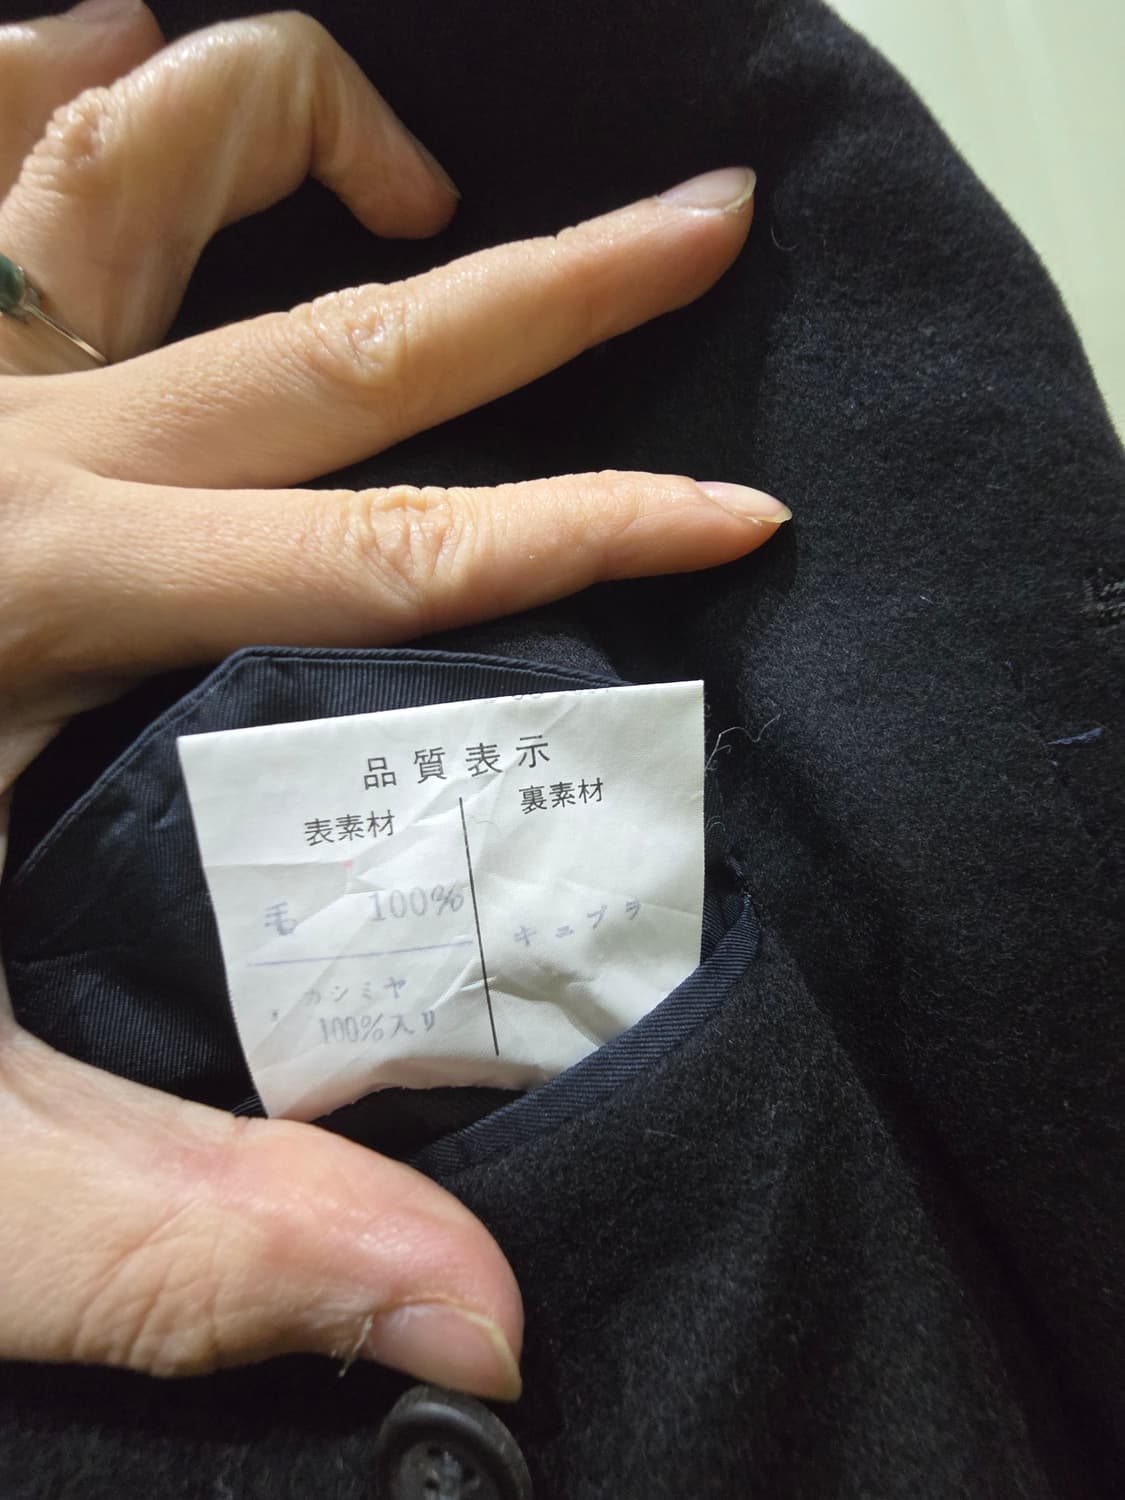 品質表示
表素材
裏素材
毛 100%
キュプラ
カシミヤ
100%入り